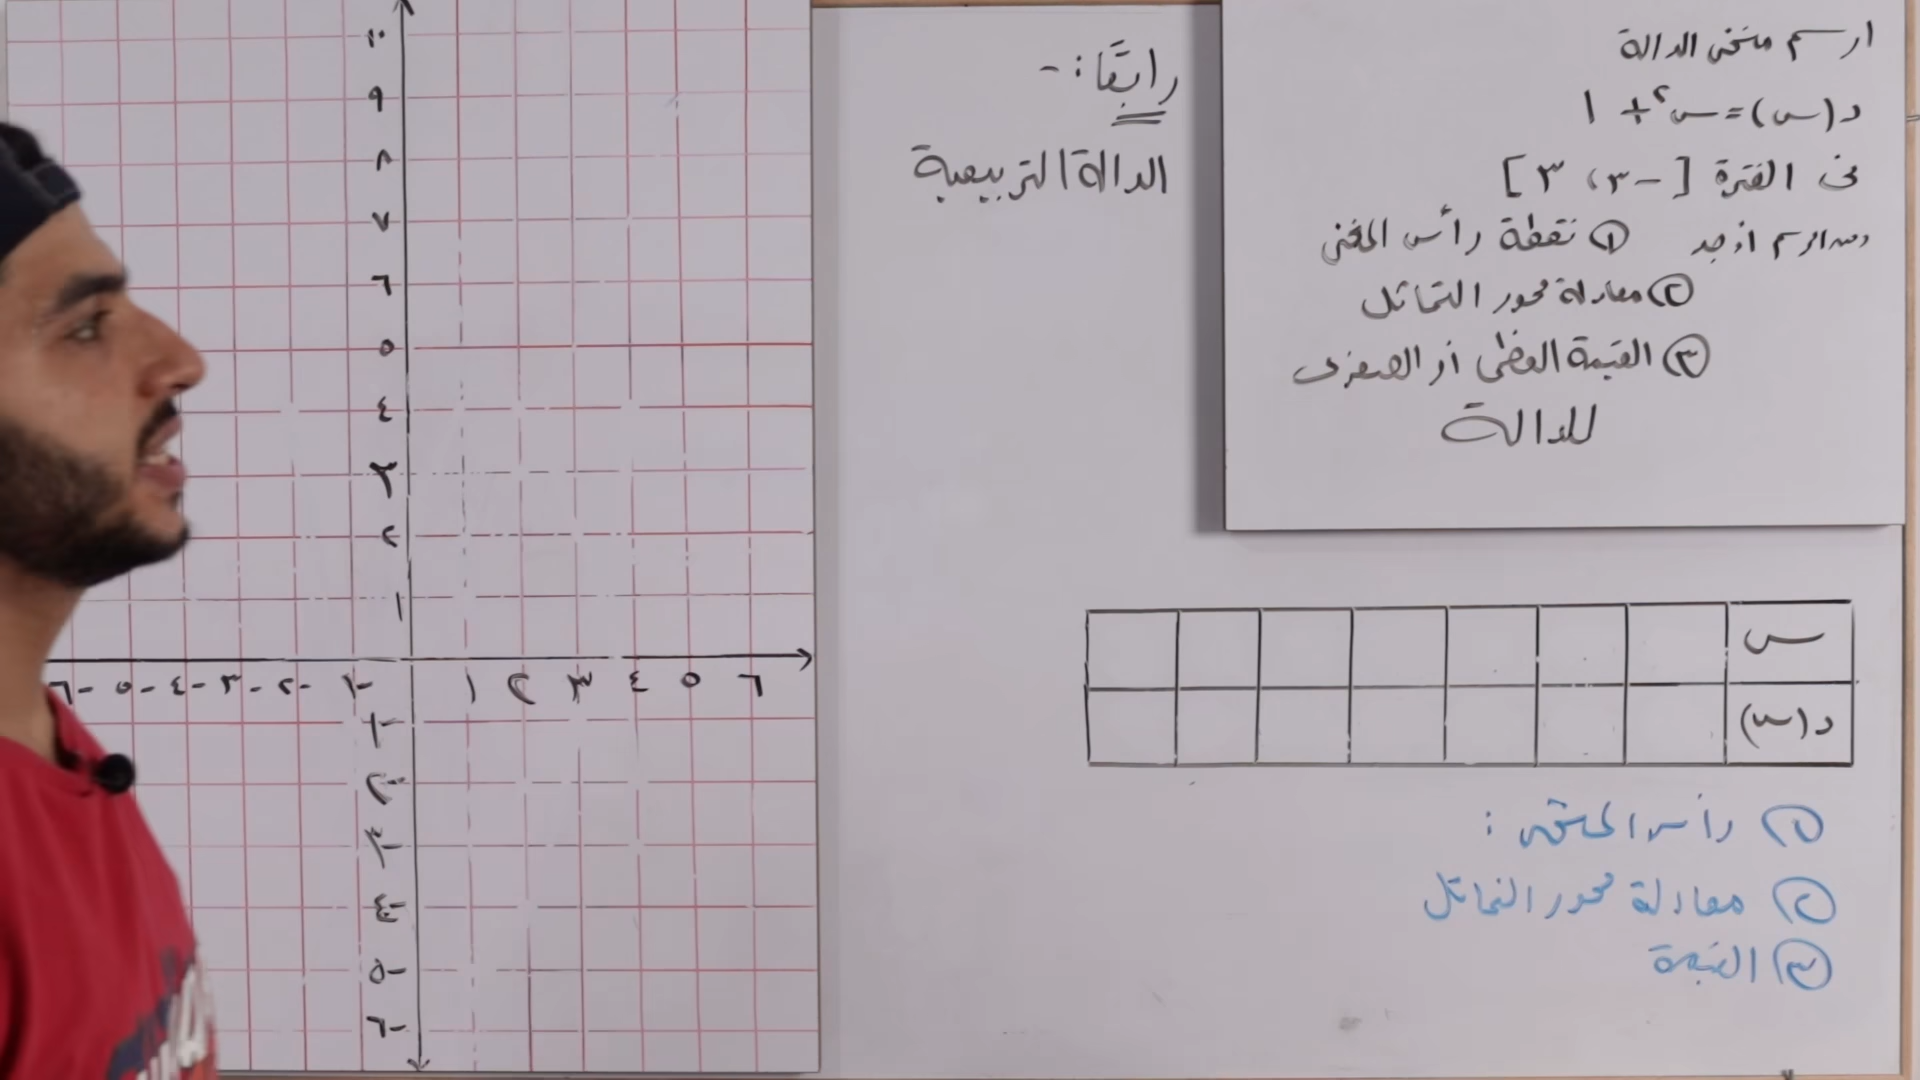 ارسم منحنى الدالة
د(س) = س٢ + ١
فى الفترة [-٣، ٣]
ومن الرسم أوجد ① نقطة رأس المنحنى
② معادلة محور التماثل
③ القيمة العظمى أو الصغرى
للدالة
رابعًا :-
الدالة التربيعية
س
د(س)
① رأس المنحنى :
② معادلة محور التماثل
③ القيمة
١٠
٩
٨
٧
٦
٥
٤
٣
٢
١
-٦ -٥ -٤ -٣ -٢ -١ ١ ٢ ٣ ٤ ٥ ٦
-١
-٢
-٣
-٤
-٥
-٦